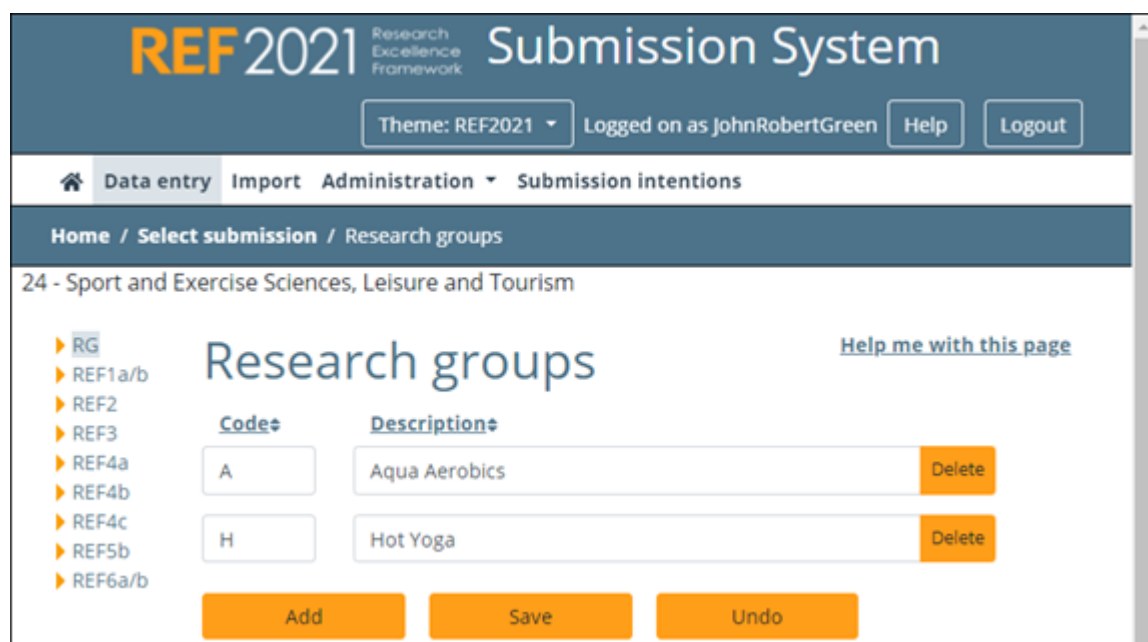 REF2021 Research Excellence Framework Submission System
Theme: REF2021 Logged on as JohnRobertGreen Help Logout
Data entry Import Administration Submission intentions
Home / Select submission / Research groups
24 - Sport and Exercise Sciences, Leisure and Tourism
RG
REF1a/b
REF2
REF3
REF4a
REF4b
REF4c
REF5b
REF6a/b
Research groups
Help me with this page
Code Description
A Aqua Aerobics Delete
H Hot Yoga Delete
Add Save Undo